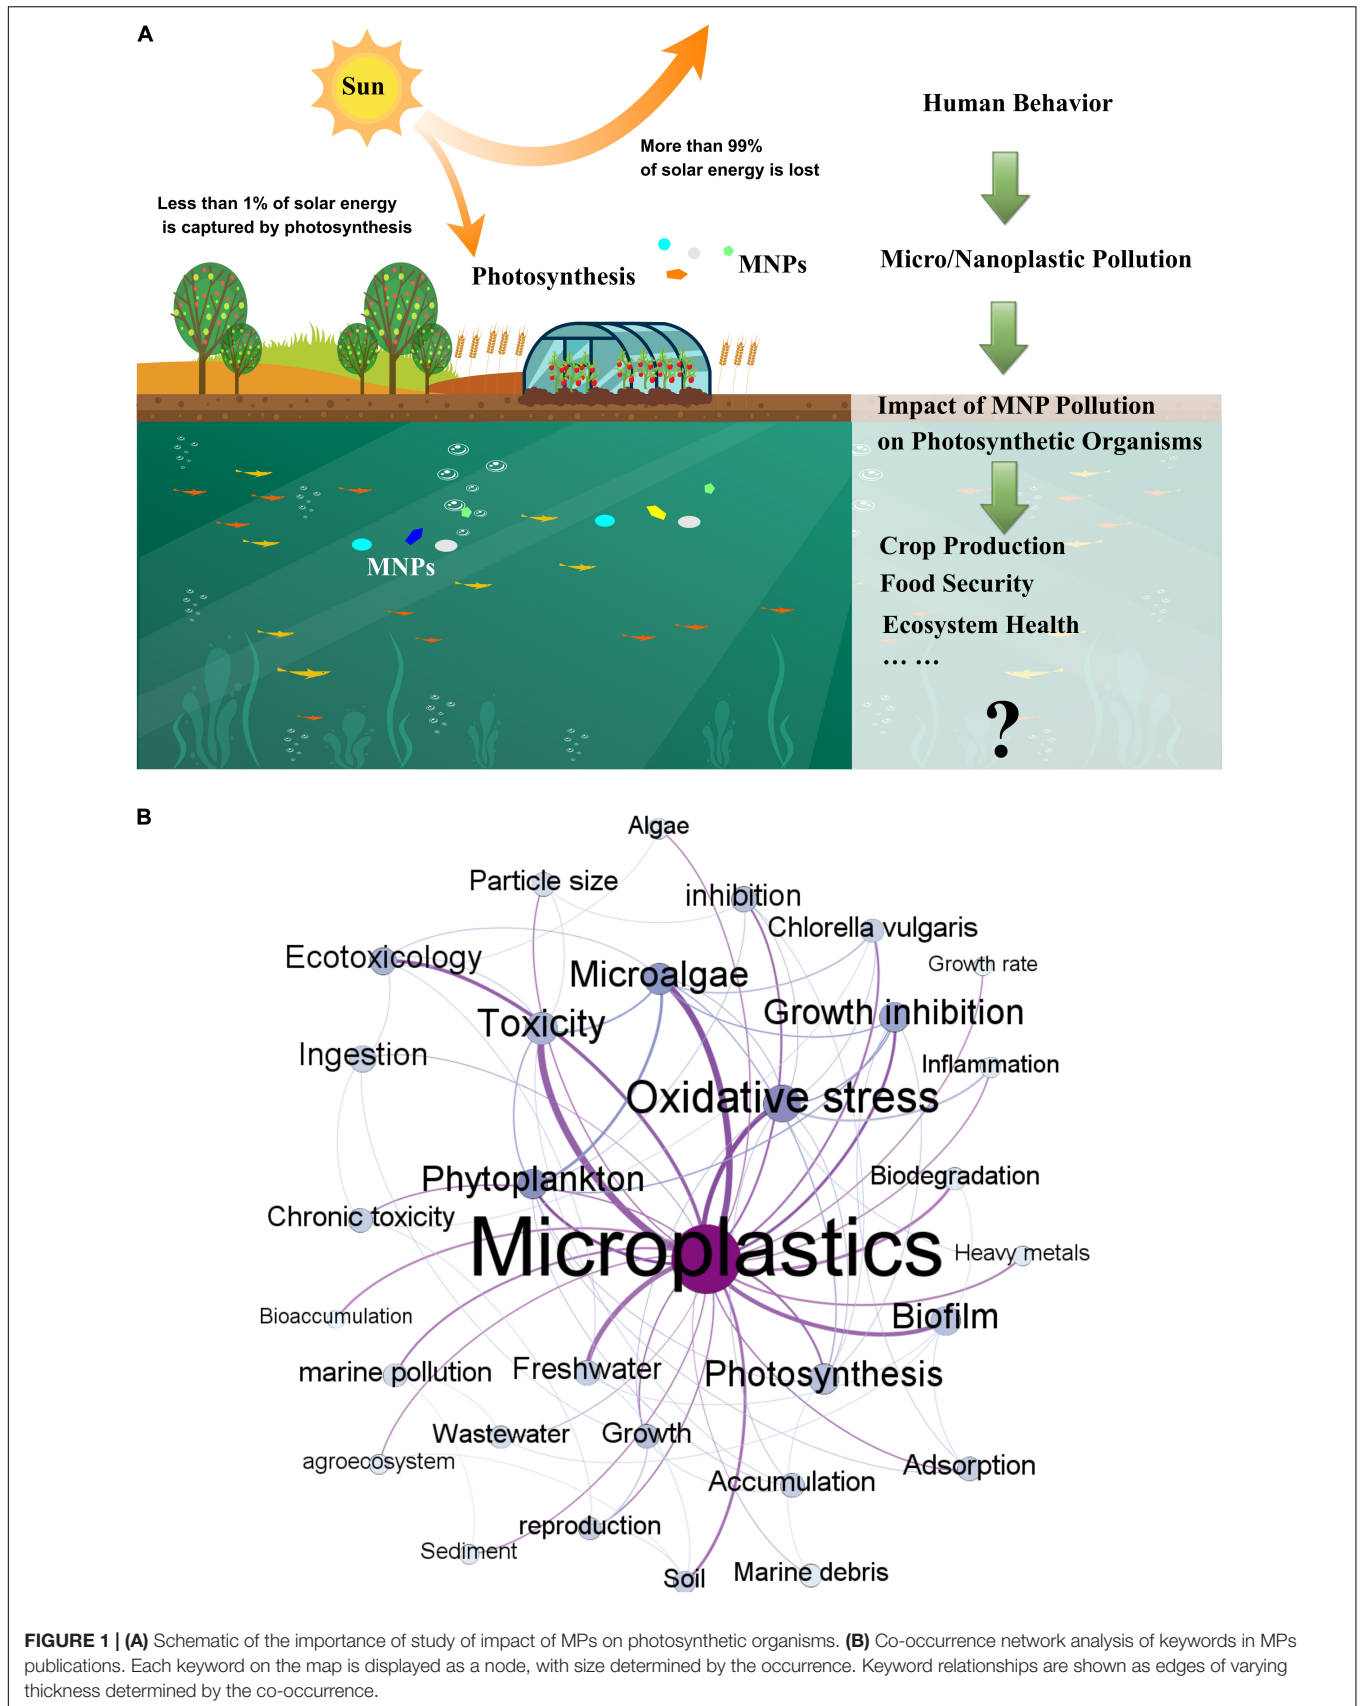 A
Sun
More than 99%
of solar energy is lost
Less than 1% of solar energy
is captured by photosynthesis
Photosynthesis
MNPs
MNPs
Human Behavior
Micro/Nanoplastic Pollution
Impact of MNP Pollution
on Photosynthetic Organisms
Crop Production
Food Security
Ecosystem Health
... ...
?
B
Algae
Particle size
inhibition
Chlorella vulgaris
Ecotoxicology
Microalgae
Growth rate
Toxicity
Growth inhibition
Ingestion
Inflammation
Oxidative stress
Phytoplankton
Biodegradation
Chronic toxicity
Microplastics
Heavy metals
Bioaccumulation
Biofilm
marine pollution
Freshwater
Photosynthesis
Wastewater
Growth
agroecosystem
Accumulation
Adsorption
reproduction
Sediment
Soil
Marine debris
FIGURE 1 | (A) Schematic of the importance of study of impact of MPs on photosynthetic organisms. (B) Co-occurrence network analysis of keywords in MPs
publications. Each keyword on the map is displayed as a node, with size determined by the occurrence. Keyword relationships are shown as edges of varying
thickness determined by the co-occurrence.